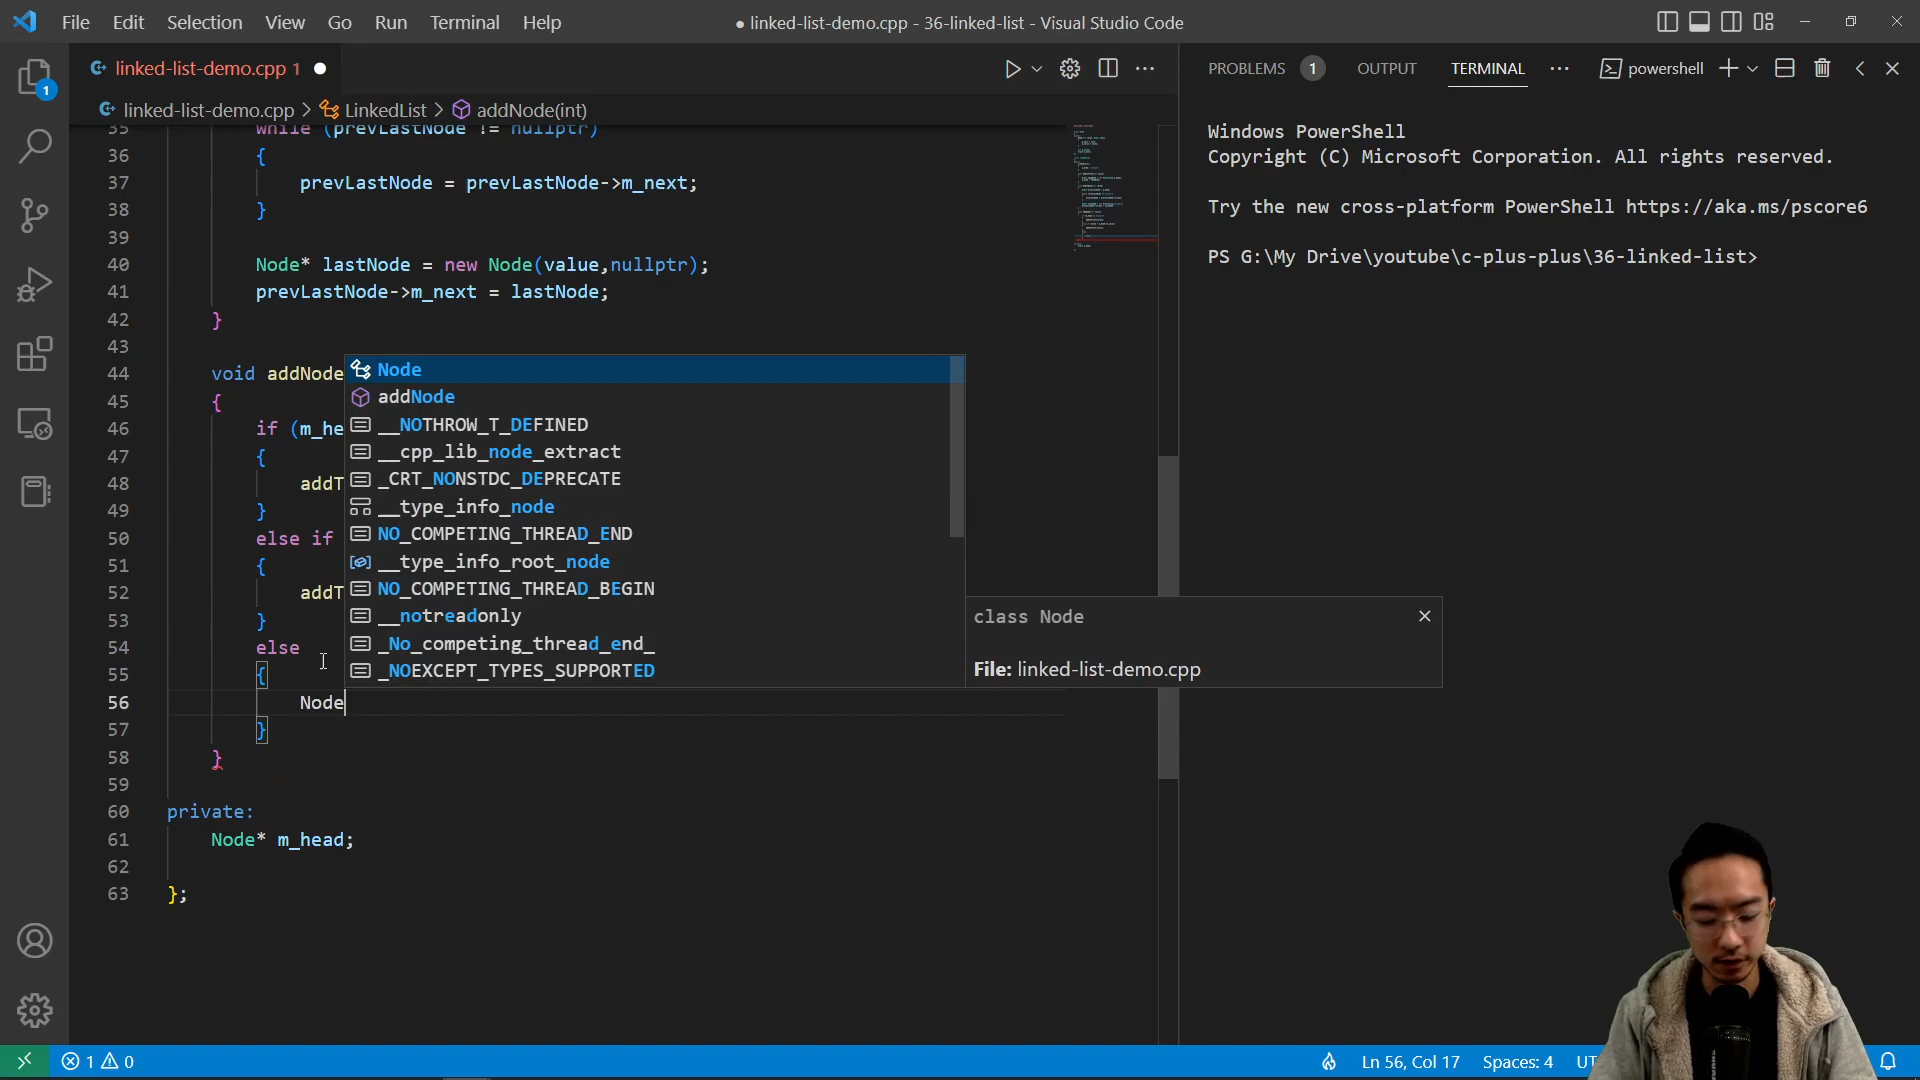 File Edit Selection View Go Run Terminal Help
● linked-list-demo.cpp - 36-linked-list - Visual Studio Code
1
linked-list-demo.cpp 1
linked-list-demo.cpp > LinkedList > addNode(int)
35 while (prevLastNode != nullptr)
36 {
37 prevLastNode = prevLastNode->m_next;
38 }
39
40 Node* lastNode = new Node(value,nullptr);
41 prevLastNode->m_next = lastNode;
42 }
43
44 void addNode
45 {
46 if (m_he
47 {
48 addT
49 }
50 else if
51 {
52 addT
53 }
54 else
55 {
56 Node
57 }
58 }
59
60 private:
61 Node* m_head;
62
63 };
Node
addNode
__NOTHROW_T_DEFINED
__cpp_lib_node_extract
_CRT_NONSTDC_DEPRECATE
__type_info_node
NO_COMPETING_THREAD_END
__type_info_root_node
NO_COMPETING_THREAD_BEGIN
__notreadonly
_No_competing_thread_end_
_NOEXCEPT_TYPES_SUPPORTED
class Node
File: linked-list-demo.cpp
PROBLEMS 1 OUTPUT TERMINAL powershell
Windows PowerShell
Copyright (C) Microsoft Corporation. All rights reserved.
Try the new cross-platform PowerShell https://aka.ms/pscore6
PS G:\My Drive\youtube\c-plus-plus\36-linked-list>
1 0
Ln 56, Col 17 Spaces: 4